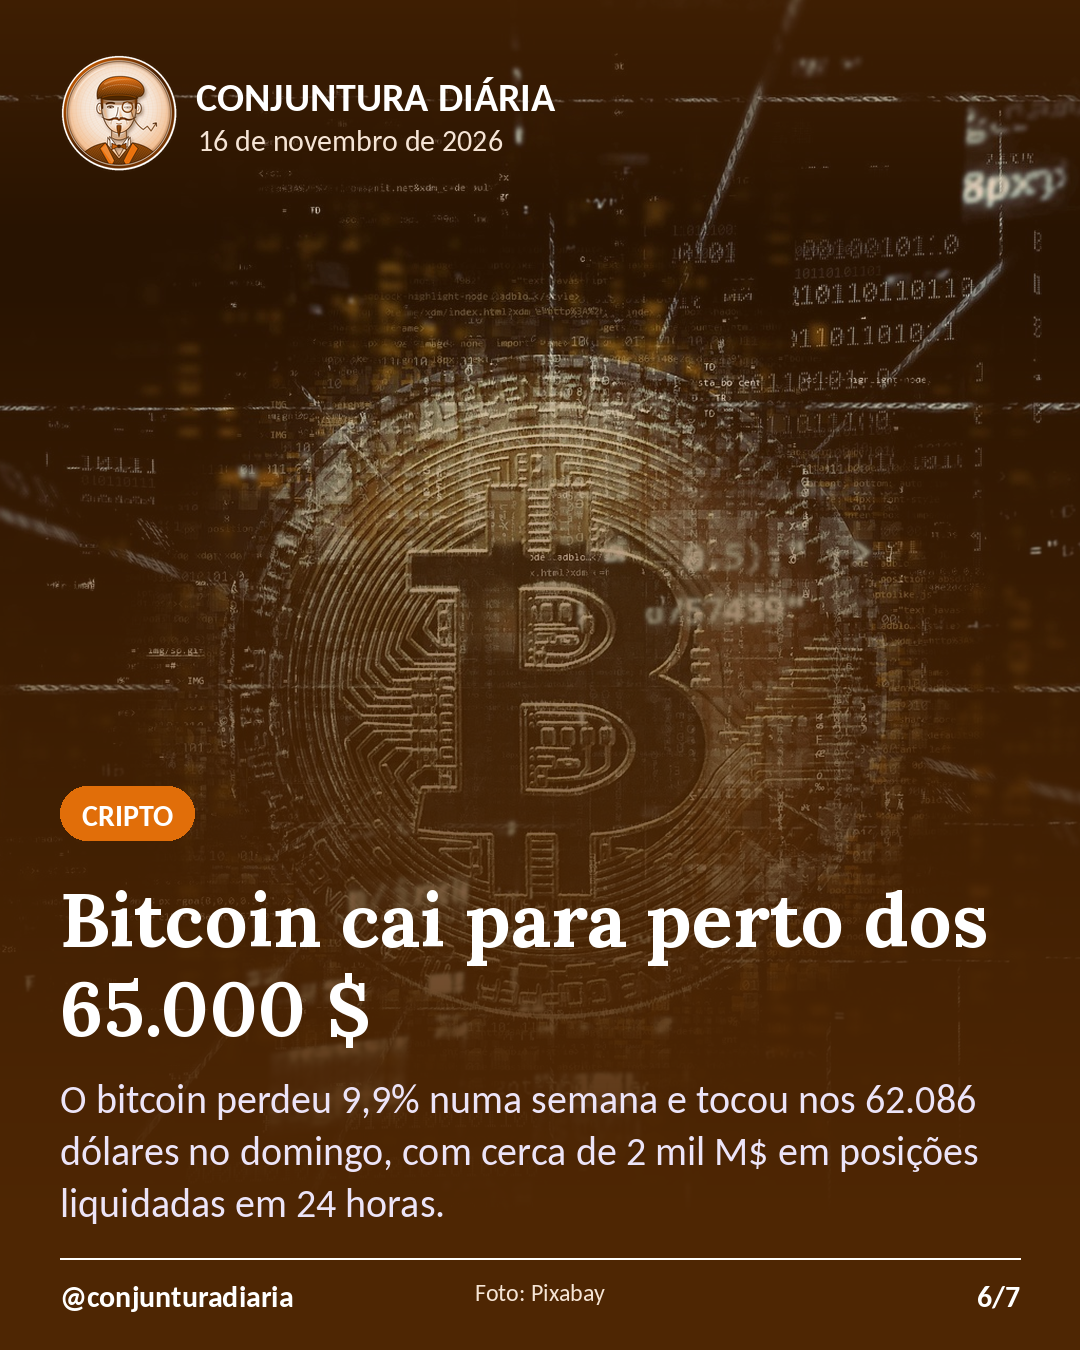 CONJUNTURA DIÁRIA
16 de novembro de 2026
8px}
CRIPTO
Bitcoin cai para perto dos
65.000 $
O bitcoin perdeu 9,9% numa semana e tocou nos 62.086
dólares no domingo, com cerca de 2 mil M$ em posições
liquidadas em 24 horas.
@conjunturadiaria
Foto: Pixabay
6/7